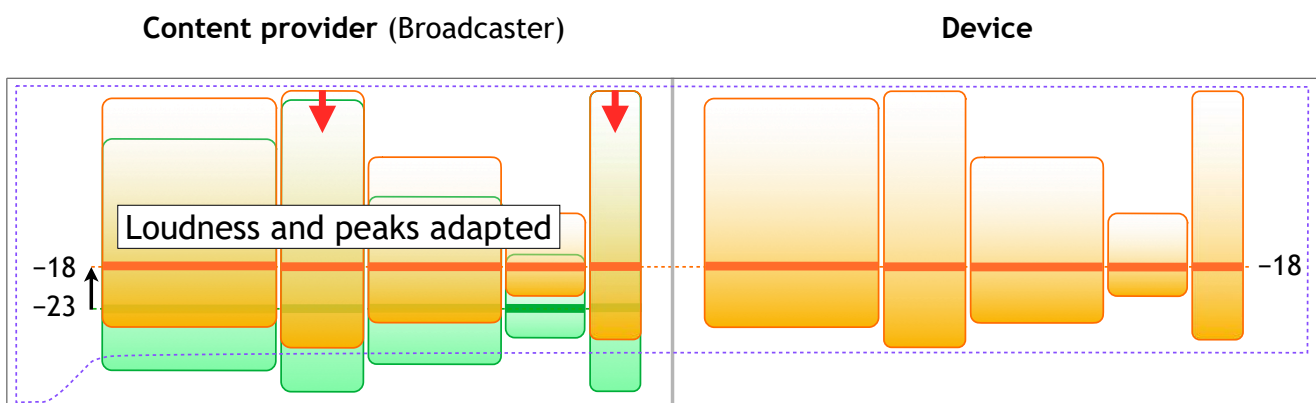 Content provider (Broadcaster)
Device
Loudness and peaks adapted
−18
−18
−23